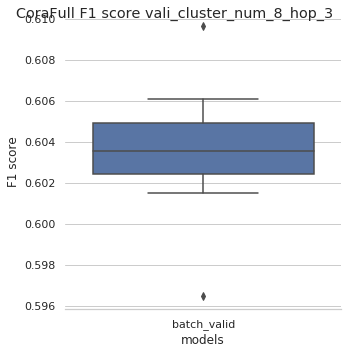 CoraFull F1 score vali_cluster_num_8_hop_3
0.610
0.608
0.606
0.604
0.602
0.600
0.598
0.596
F1 score
batch_valid
models